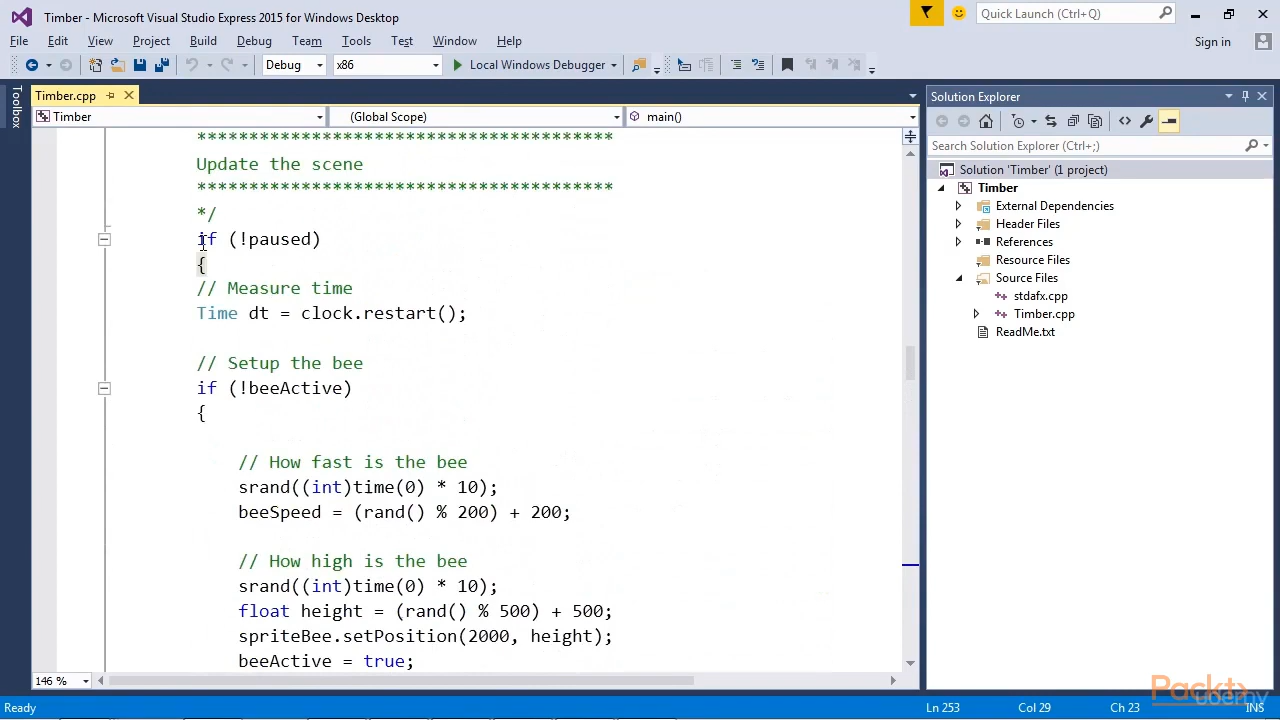 Timber - Microsoft Visual Studio Express 2015 for Windows Desktop
Quick Launch (Ctrl+Q)
File Edit View Project Build Debug Team Tools Test Window Help
Sign in
Debug x86 Local Windows Debugger
Toolbox
Timber.cpp
Timber (Global Scope) main()
****************************************
Update the scene
****************************************
*/
if (!paused)
{
// Measure time
Time dt = clock.restart();
// Setup the bee
if (!beeActive)
{
// How fast is the bee
srand((int)time(0) * 10);
beeSpeed = (rand() % 200) + 200;
// How high is the bee
srand((int)time(0) * 10);
float height = (rand() % 500) + 500;
spriteBee.setPosition(2000, height);
beeActive = true;
146 %
Solution Explorer
Search Solution Explorer (Ctrl+;)
Solution 'Timber' (1 project)
Timber
External Dependencies
Header Files
References
Resource Files
Source Files
stdafx.cpp
Timber.cpp
ReadMe.txt
Packt>
udemy
Ready Ln 253 Col 29 Ch 23 INS